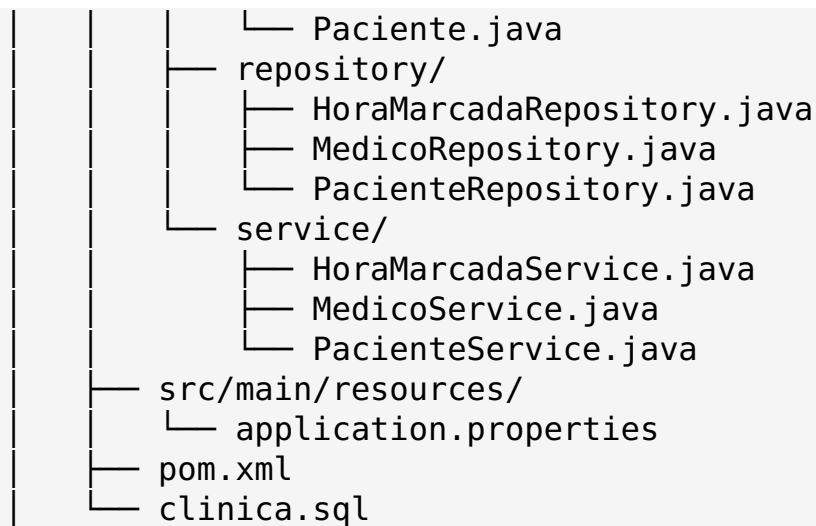 │   │   │   └── Paciente.java
│   │   ├── repository/
│   │   │   ├── HoraMarcadaRepository.java
│   │   │   ├── MedicoRepository.java
│   │   │   └── PacienteRepository.java
│   │   └── service/
│   │       ├── HoraMarcadaService.java
│   │       ├── MedicoService.java
│   │       └── PacienteService.java
│   ├── src/main/resources/
│   │   └── application.properties
│   ├── pom.xml
│   └── clinica.sql